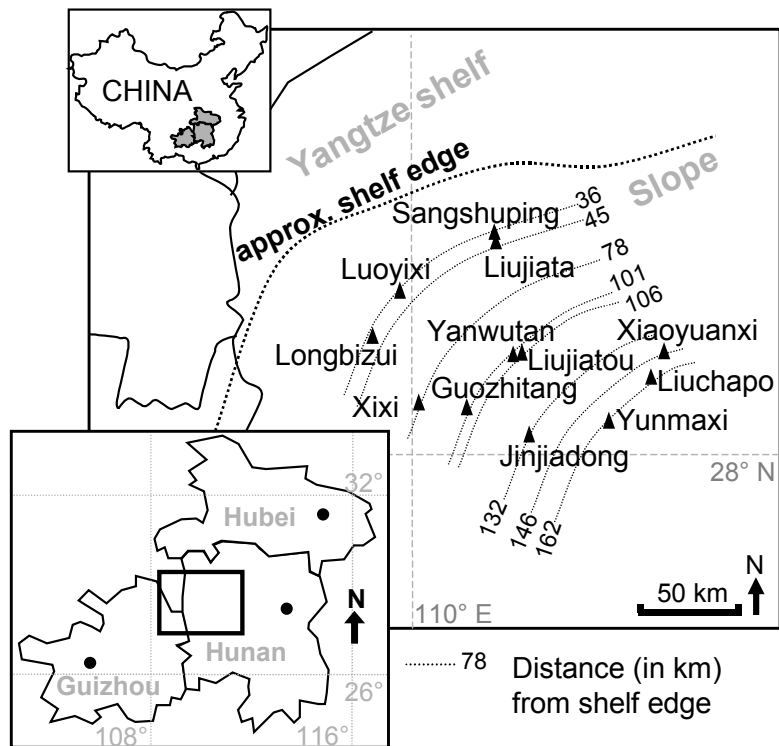 CHINA
Yangtze shelf
approx. shelf edge
Slope
Sangshuping
36
45
Luoyixi
Liujiata
78
101
106
Yanwutan
Xiaoyuanxi
Longbizui
Liujiatou
Guozhitang
Liuchapo
Xixi
Yunmaxi
Jinjiadong
28° N
132
146
162
N
50 km
110° E
32°
Hubei
N
Hunan
Guizhou
26°
108°
116°
78 Distance (in km)
from shelf edge